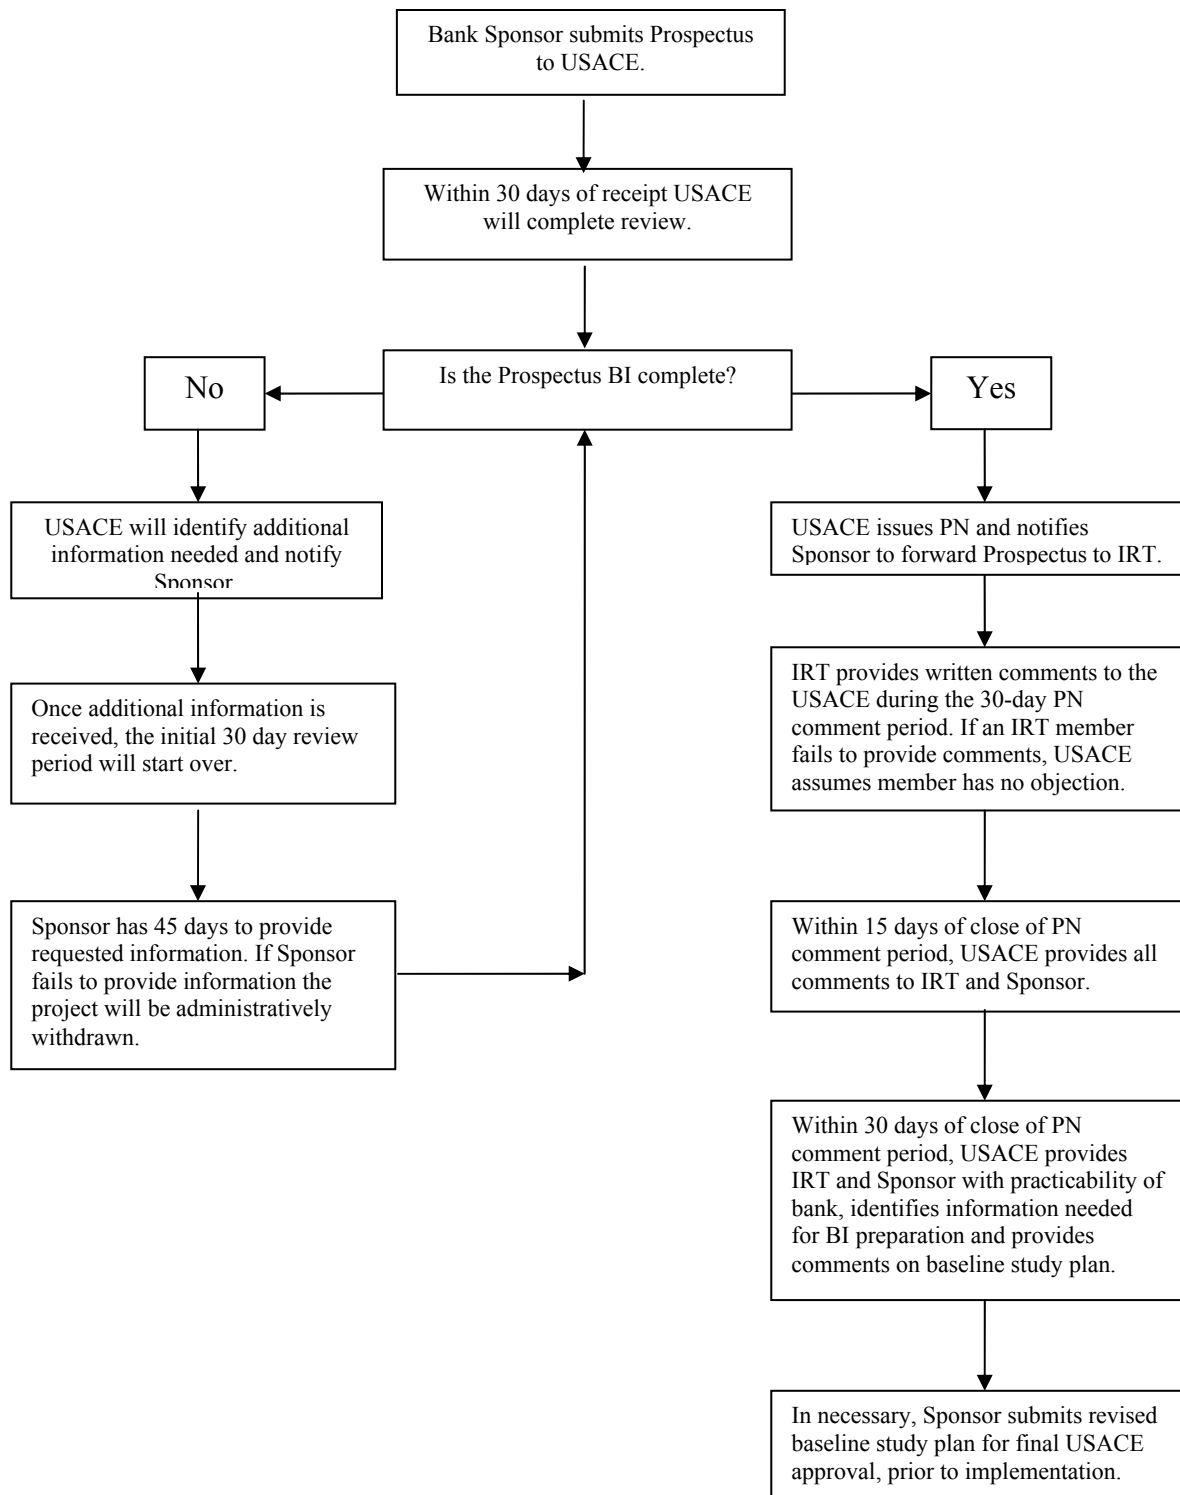 Bank Sponsor submits Prospectus
to USACE.
Within 30 days of receipt USACE
will complete review.
Is the Prospectus BI complete?
No
Yes
USACE will identify additional
information needed and notify
Sponsor
Once additional information is
received, the initial 30 day review
period will start over.
Sponsor has 45 days to provide
requested information. If Sponsor
fails to provide information the
project will be administratively
withdrawn.
USACE issues PN and notifies
Sponsor to forward Prospectus to IRT.
IRT provides written comments to the
USACE during the 30-day PN
comment period. If an IRT member
fails to provide comments, USACE
assumes member has no objection.
Within 15 days of close of PN
comment period, USACE provides all
comments to IRT and Sponsor.
Within 30 days of close of PN
comment period, USACE provides
IRT and Sponsor with practicability of
bank, identifies information needed
for BI preparation and provides
comments on baseline study plan.
In necessary, Sponsor submits revised
baseline study plan for final USACE
approval, prior to implementation.